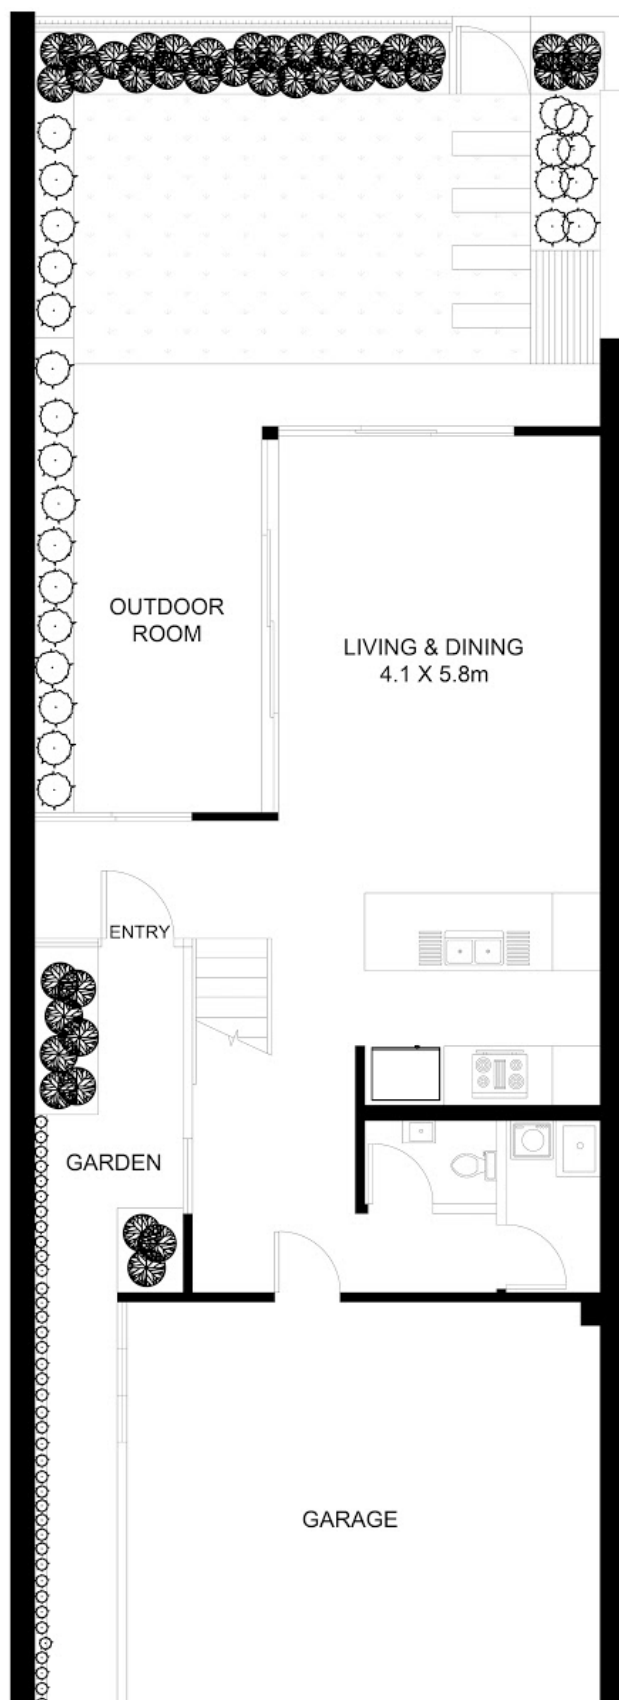 OUTDOOR
ROOM
LIVING & DINING
4.1 X 5.8m
ENTRY
GARDEN
GARAGE